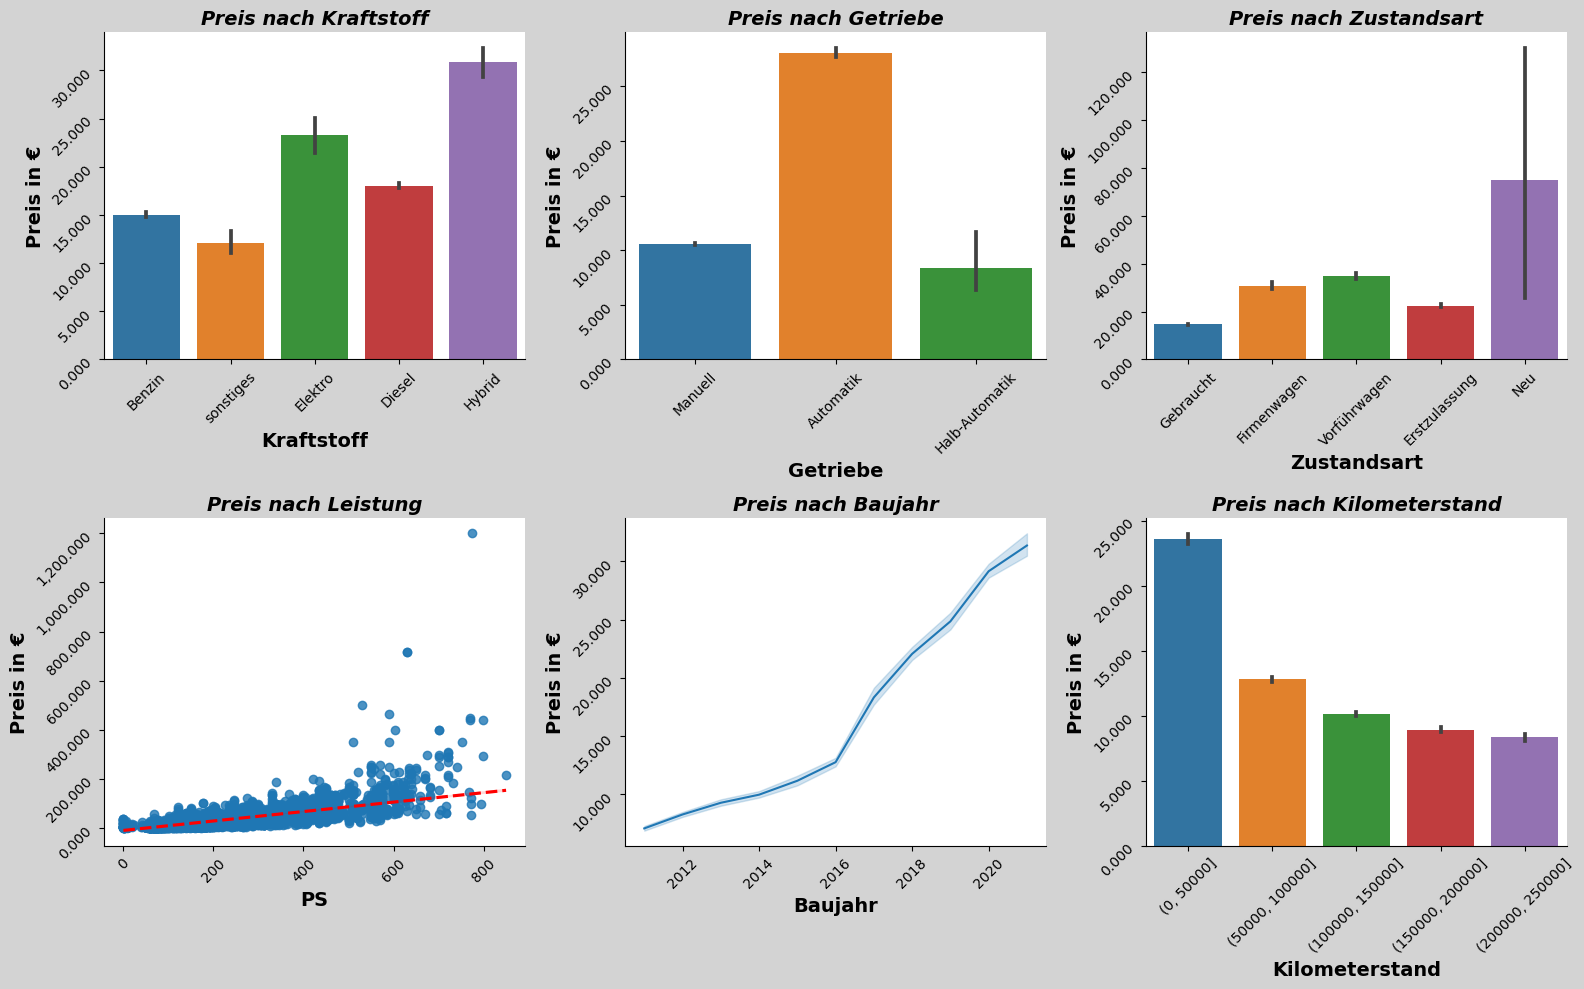 Preis nach Kraftstoff
Preis in €
30.000
25.000
20.000
15.000
10.000
5.000
0.000
Benzin
sonstiges
Elektro
Diesel
Hybrid
Kraftstoff
Preis nach Getriebe
Preis in €
25.000
20.000
15.000
10.000
5.000
0.000
Manuell
Automatik
Halb-Automatik
Getriebe
Preis nach Zustandsart
Preis in €
120.000
100.000
80.000
60.000
40.000
20.000
0.000
Gebraucht
Firmenwagen
Vorführwagen
Erstzulassung
Neu
Zustandsart
Preis nach Leistung
Preis in €
1,200.000
1,000.000
800.000
600.000
400.000
200.000
0.000
0
200
400
600
800
PS
Preis nach Baujahr
Preis in €
30.000
25.000
20.000
15.000
10.000
2012
2014
2016
2018
2020
Baujahr
Preis nach Kilometerstand
Preis in €
25.000
20.000
15.000
10.000
5.000
0.000
(0, 50000]
(50000, 100000]
(100000, 150000]
(150000, 200000]
(200000, 250000]
Kilometerstand